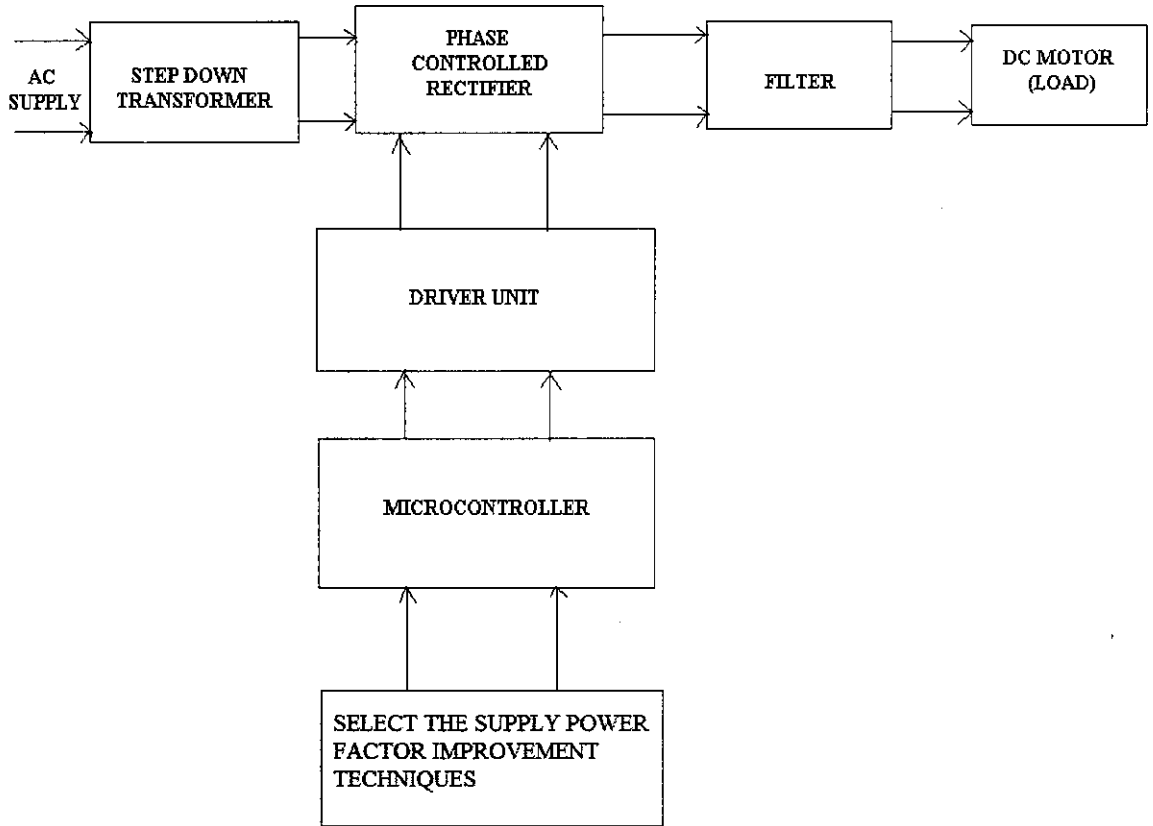 AC
SUPPLY
STEP DOWN
TRANSFORMER
PHASE
CONTROLLED
RECTIFIER
FILTER
DC MOTOR
(LOAD)
DRIVER UNIT
MICROCONTROLLER
SELECT THE SUPPLY POWER
FACTOR IMPROVEMENT
TECHNIQUES